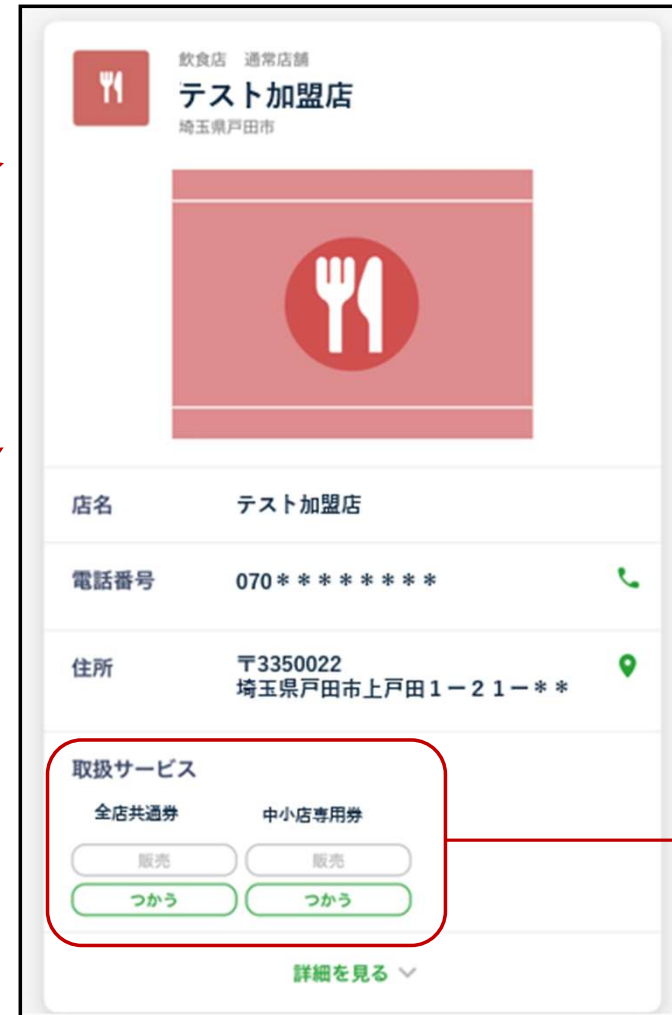 飲食店　通常店舗
テスト加盟店
埼玉県戸田市
店名　テスト加盟店
電話番号　070＊＊＊＊＊＊＊＊
住所　〒3350022
埼玉県戸田市上戸田１－２１－＊＊
取扱サービス
全店共通券　中小店専用券
販売　販売
つかう　つかう
詳細を見る